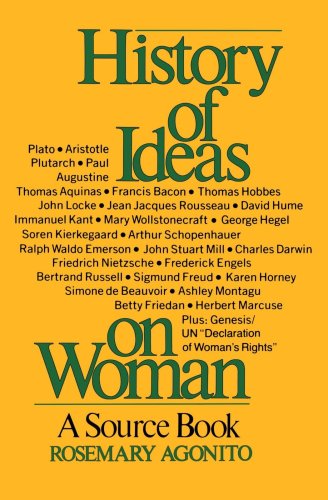 History
of
Ideas
Plato • Aristotle
Plutarch • Paul
Augustine
Thomas Aquinas • Francis Bacon • Thomas Hobbes
John Locke • Jean Jacques Rousseau • David Hume
Immanuel Kant • Mary Wollstonecraft • George Hegel
Soren Kierkegaard • Arthur Schopenhauer
Ralph Waldo Emerson • John Stuart Mill • Charles Darwin
Friedrich Nietzsche • Frederick Engels
Bertrand Russell • Sigmund Freud • Karen Horney
Simone de Beauvoir • Ashley Montagu
Betty Friedan • Herbert Marcuse
Plus: Genesis/
UN "Declaration
of Woman's Rights"
on
Woman
A Source Book
ROSEMARY AGONITO